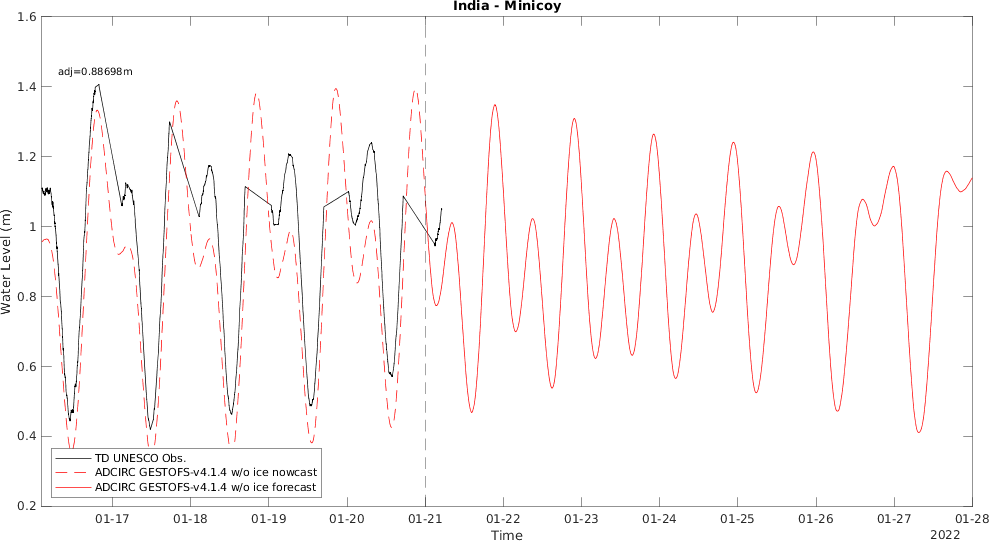 India - Minicoy
adj=0.88698m
Water Level (m)
1.6
1.4
1.2
1
0.8
0.6
0.4
0.2
TD UNESCO Obs.
ADCIRC GESTOFS-v4.1.4 w/o ice nowcast
ADCIRC GESTOFS-v4.1.4 w/o ice forecast
01-17 01-18 01-19 01-20 01-21 01-22 01-23 01-24 01-25 01-26 01-27 01-28
Time
2022